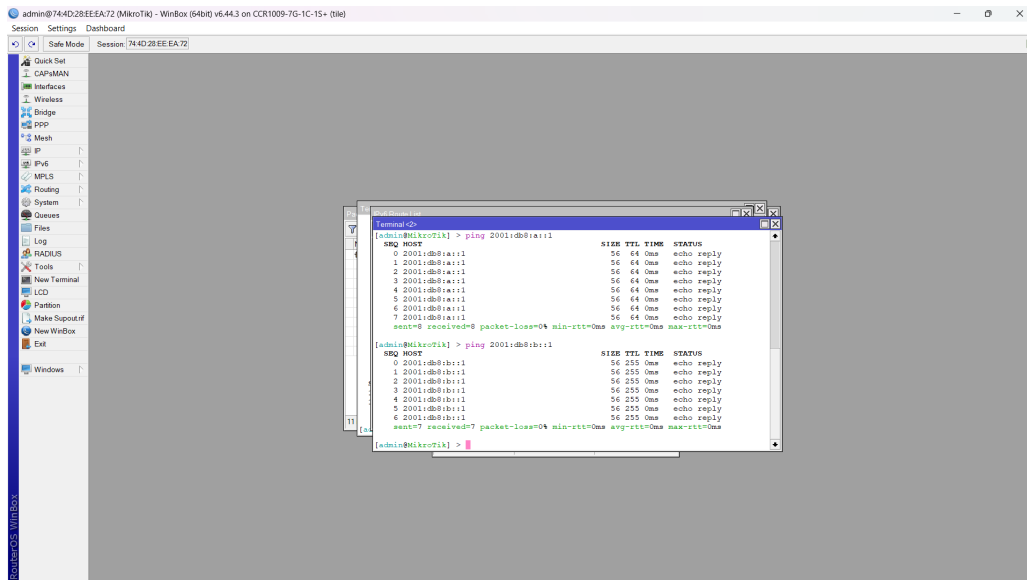 admin@74:4D:28:EE:EA:72 (MikroTik) - WinBox (64bit) v6.44.3 on CCR1009-7G-1C-1S+ (tile)
Session Settings Dashboard
Safe Mode Session: 74:4D:28:EE:EA:72
Quick Set
CAPsMAN
Interfaces
Wireless
Bridge
PPP
Mesh
IP
IPv6
MPLS
Routing
System
Queues
Files
Log
RADIUS
Tools
New Terminal
LCD
Partition
Make Supout.rif
New WinBox
Exit
Windows
RouterOS WinBox
IPv6 Route List
Terminal <2>
[admin@MikroTik] > ping 2001:db8:a::1
SEQ HOST SIZE TTL TIME STATUS
0 2001:db8:a::1 56 64 0ms echo reply
1 2001:db8:a::1 56 64 0ms echo reply
2 2001:db8:a::1 56 64 0ms echo reply
3 2001:db8:a::1 56 64 0ms echo reply
4 2001:db8:a::1 56 64 0ms echo reply
5 2001:db8:a::1 56 64 0ms echo reply
6 2001:db8:a::1 56 64 0ms echo reply
7 2001:db8:a::1 56 64 0ms echo reply
sent=8 received=8 packet-loss=0% min-rtt=0ms avg-rtt=0ms max-rtt=0ms
[admin@MikroTik] > ping 2001:db8:b::1
SEQ HOST SIZE TTL TIME STATUS
0 2001:db8:b::1 56 255 0ms echo reply
1 2001:db8:b::1 56 255 0ms echo reply
2 2001:db8:b::1 56 255 0ms echo reply
3 2001:db8:b::1 56 255 0ms echo reply
4 2001:db8:b::1 56 255 0ms echo reply
5 2001:db8:b::1 56 255 0ms echo reply
6 2001:db8:b::1 56 255 0ms echo reply
sent=7 received=7 packet-loss=0% min-rtt=0ms avg-rtt=0ms max-rtt=0ms
[admin@MikroTik] >
11